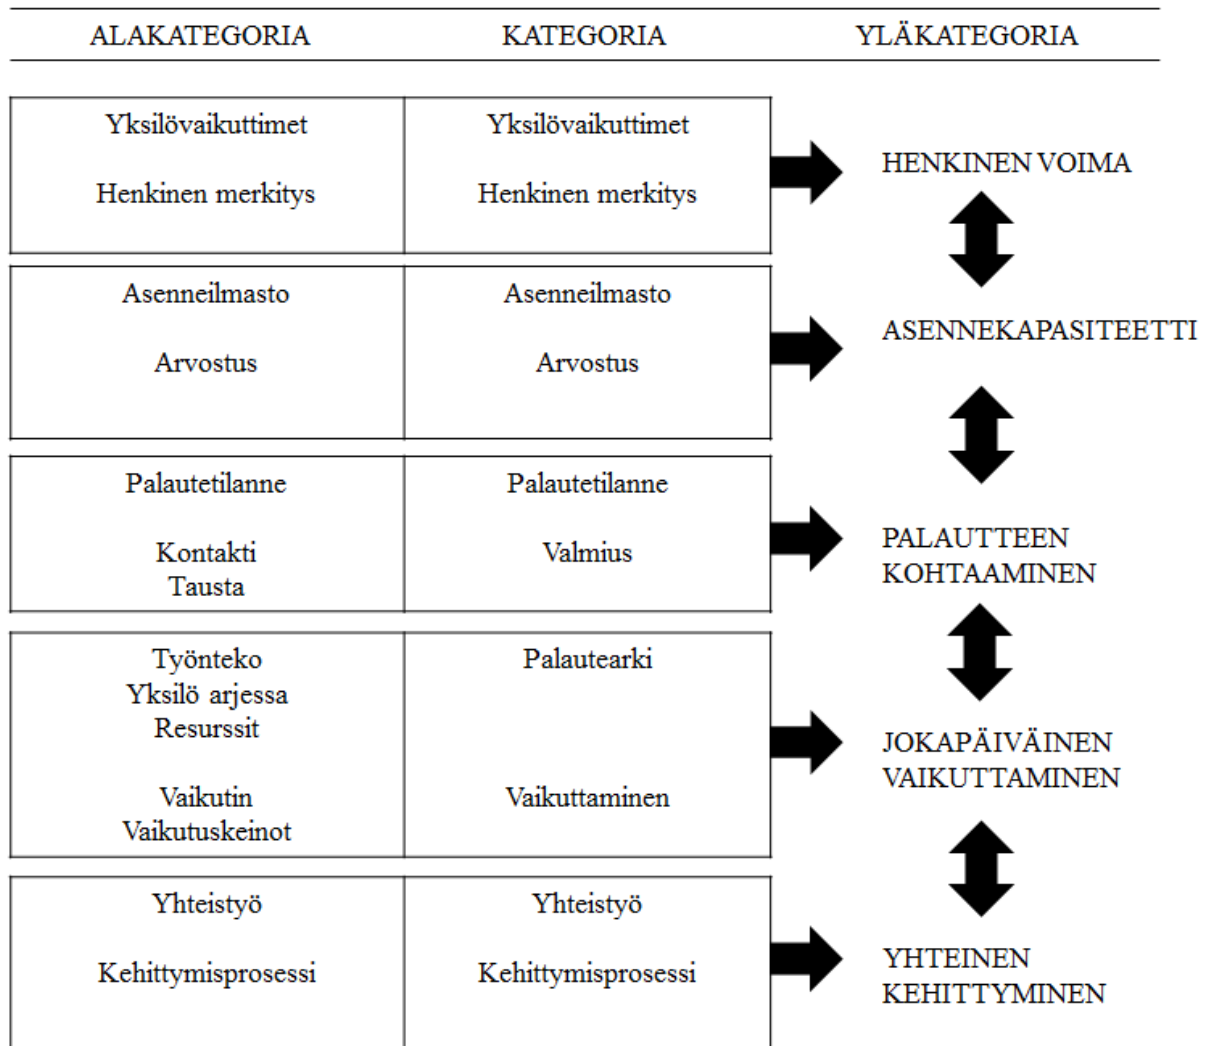 ALAKATEGORIA KATEGORIA YLÄKATEGORIA
Yksilövaikuttimet Yksilövaikuttimet
Henkinen merkitys Henkinen merkitys
HENKINEN VOIMA
Asenneilmasto Asenneilmasto
Arvostus Arvostus
ASENNEKAPASITEETTI
Palautetilanne Palautetilanne
Kontakti Valmius
Tausta
PALAUTTEEN
KOHTAAMINEN
Työnteko Palautearki
Yksilö arjessa
Resurssit
Vaikutin Vaikuttaminen
Vaikutuskeinot
JOKAPÄIVÄINEN
VAIKUTTAMINEN
Yhteistyö Yhteistyö
Kehittymisprosessi Kehittymisprosessi
YHTEINEN
KEHITTYMINEN